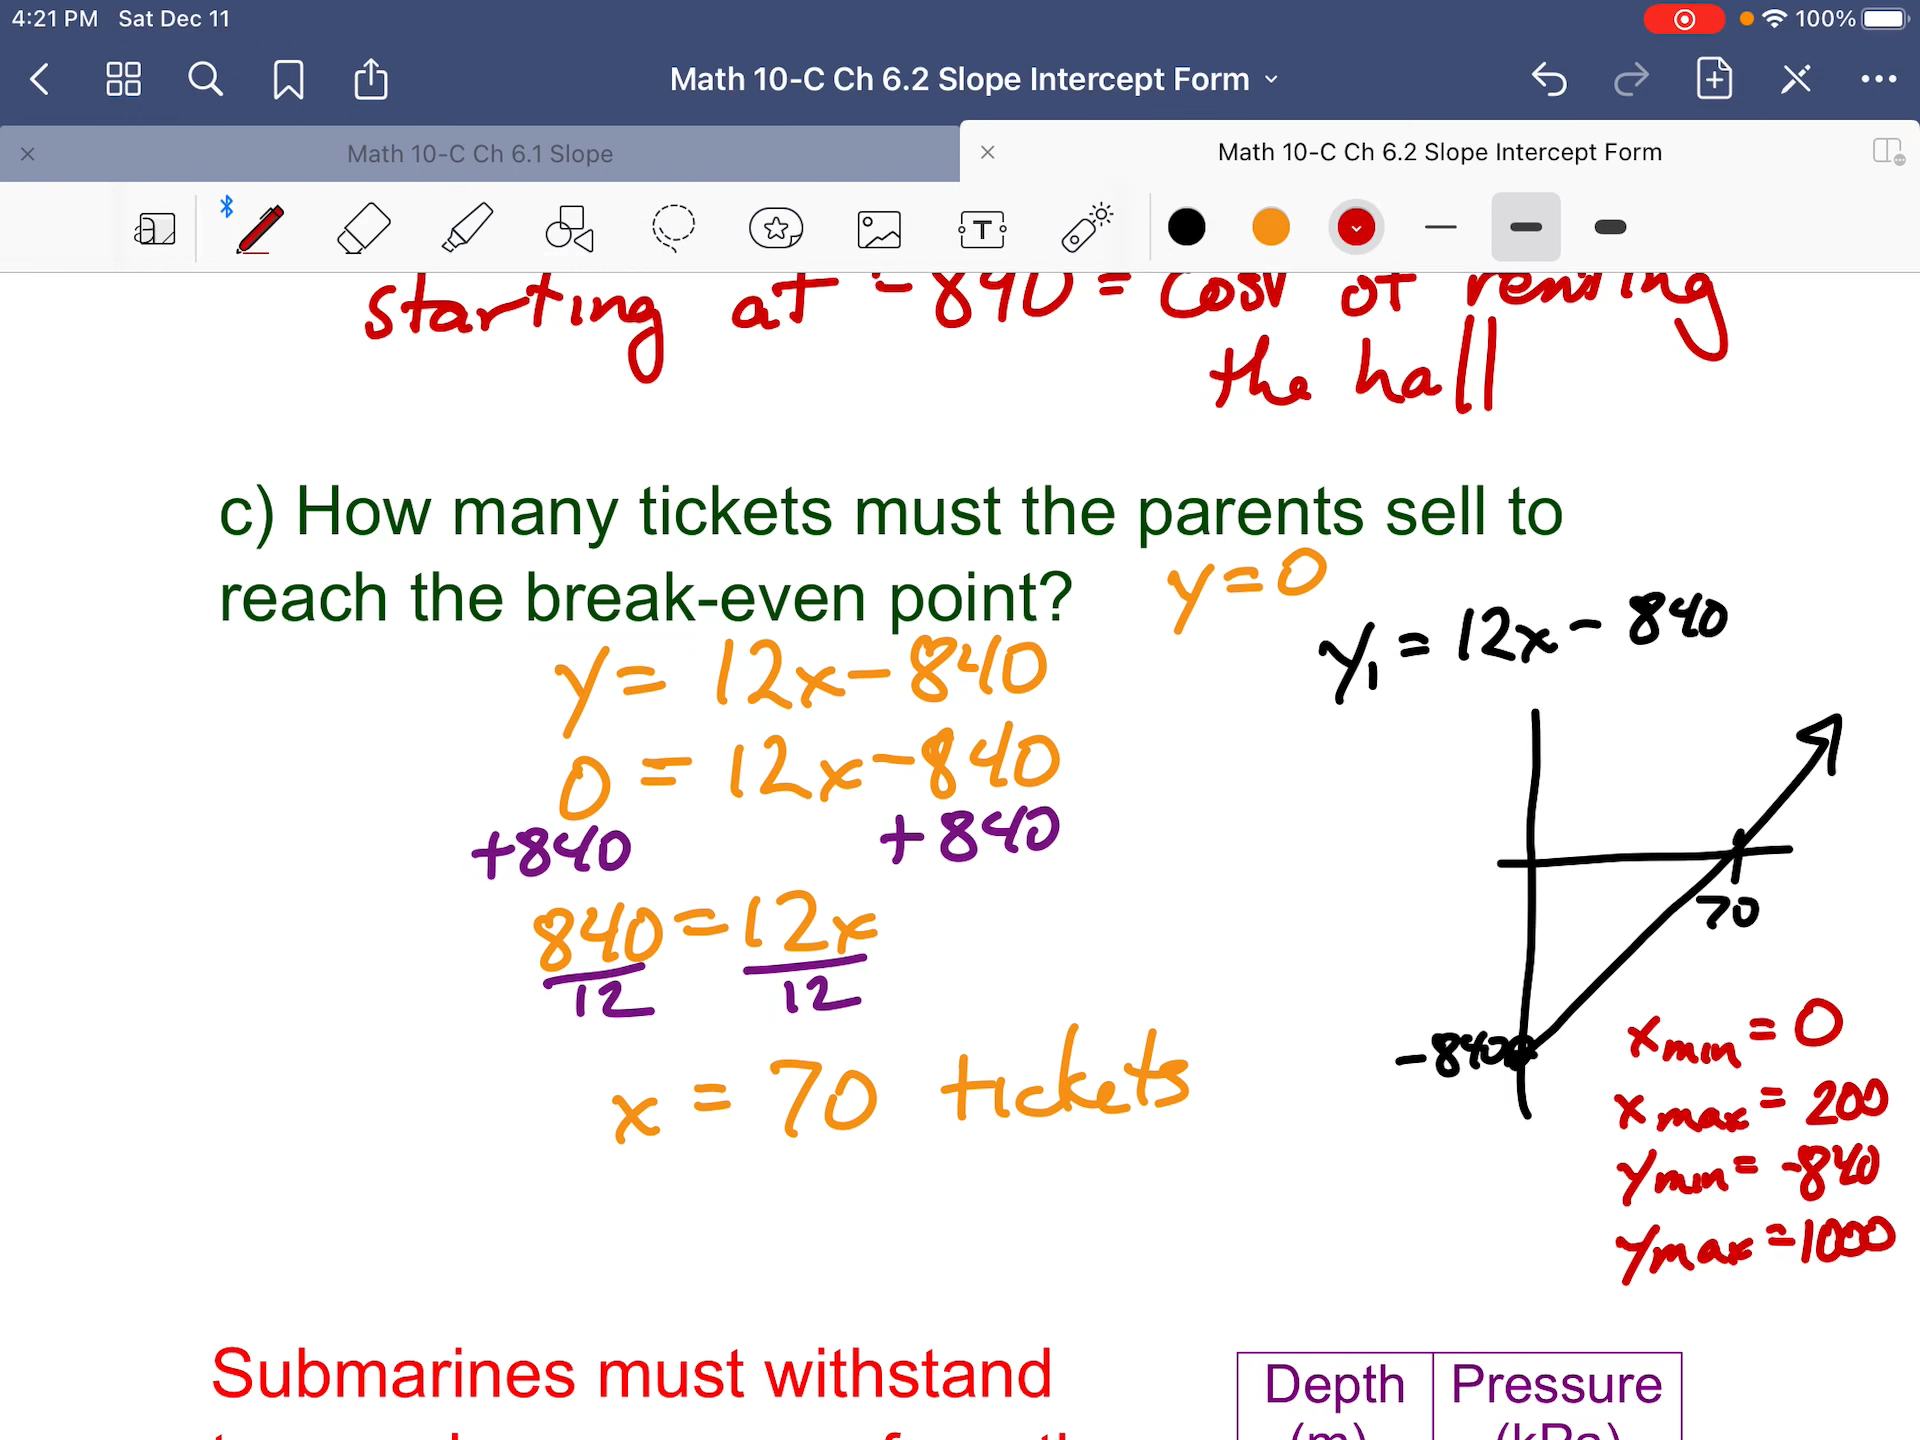 4:21 PM Sat Dec 11
100%
Math 10-C Ch 6.2 Slope Intercept Form
Math 10-C Ch 6.1 Slope
Math 10-C Ch 6.2 Slope Intercept Form
starting at -840 = cost of renting
the hall
c) How many tickets must the parents sell to
reach the break-even point?
y=0
y = 12x - 840
0 = 12x - 840
+840 +840
840 = 12x
12 12
x = 70 tickets
y₁ = 12x - 840
70
-840
xmin = 0
xmax = 200
ymin = -840
ymax = 1000
Submarines must withstand
Depth Pressure
(m) (kPa)